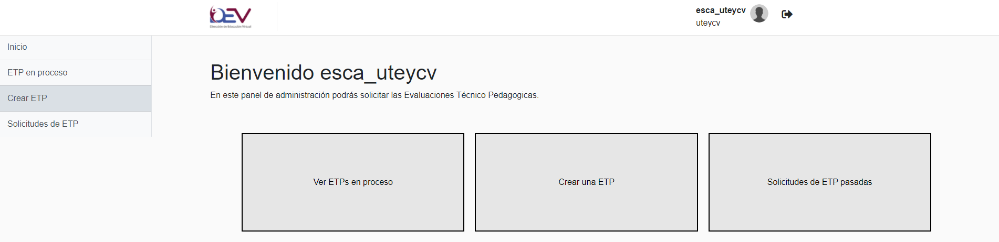 DEV
Dirección de Educación Virtual
esca_uteycv
uteycv
Inicio
ETP en proceso
Crear ETP
Solicitudes de ETP
Bienvenido esca_uteycv
En este panel de administración podrás solicitar las Evaluaciones Técnico Pedagogicas.
Ver ETPs en proceso
Crear una ETP
Solicitudes de ETP pasadas